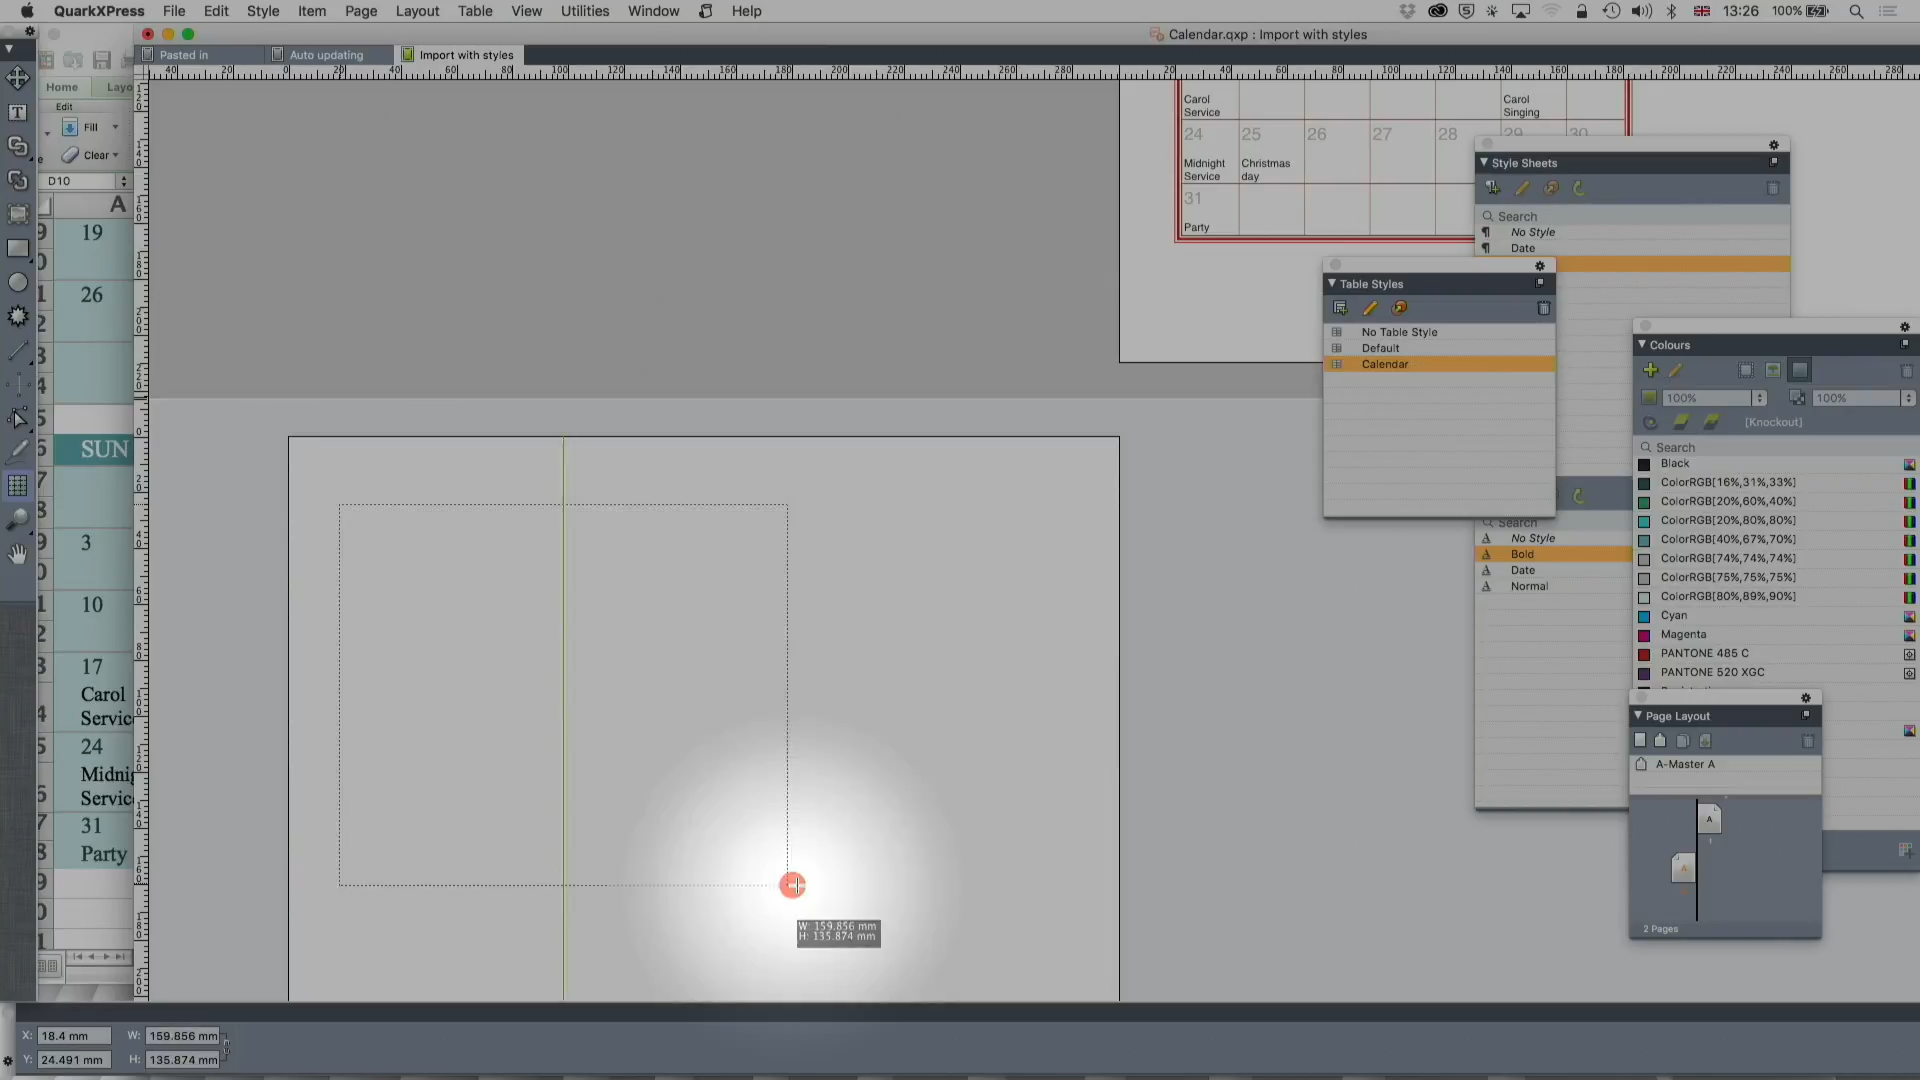 QuarkXPress File Edit Style Item Page Layout Table View Utilities Window Help 13:26 100%
Calendar.qxp : Import with styles
Pasted in
Auto updating
Import with styles
Home
Layo
Edit
Fill
Clear
D10
A
19
26
SUN
3
10
17
Carol
Servic
24
Servic
31
Party
Carol
Service
Carol
Singing
24 25 26 27 28 29 30
Midnight
Service
Christmas
day
31
Party
Style Sheets
Search
No Style
Date
Table Styles
No Table Style
Default
Calendar
Search
No Style
Bold
Date
Normal
Colours
100%
100%
[Knockout]
Search
Black
ColorRGB[16%,31%,33%]
ColorRGB[20%,60%,40%]
ColorRGB[20%,80%,80%]
ColorRGB[40%,67%,70%]
ColorRGB[74%,74%,74%]
ColorRGB[75%,75%,75%]
ColorRGB[80%,89%,90%]
Cyan
Magenta
PANTONE 485 C
PANTONE 520 XGC
Page Layout
A-Master A
A
A
2 Pages
W: 159.856 mm
H: 135.874 mm
X: 18.4 mm W: 159.856 mm
Y: 24.491 mm H: 135.874 mm